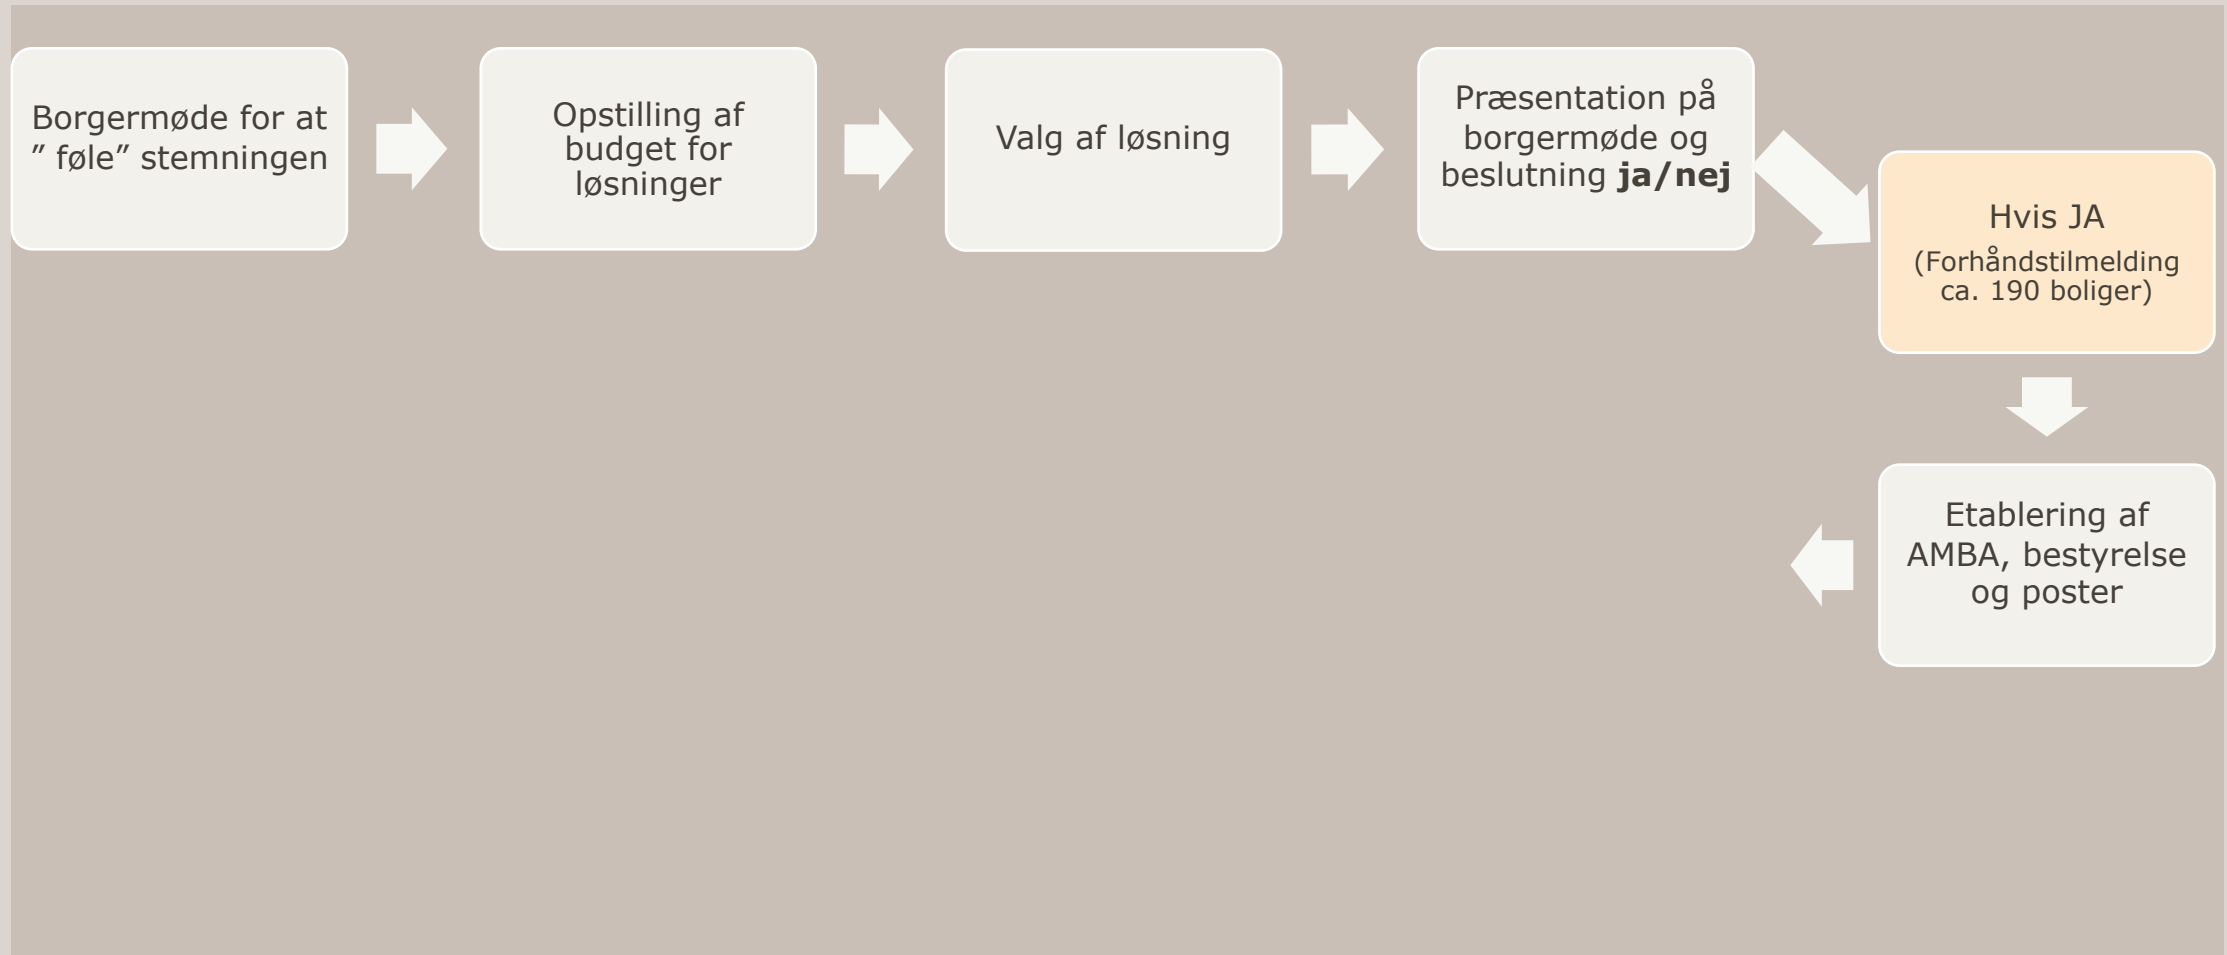 Borgermøde for at
” føle” stemningen
Opstilling af
budget for
løsninger
Valg af løsning
Præsentation på
borgermøde og
beslutning ja/nej
Hvis JA
(Forhåndstilmelding
ca. 190 boliger)
Etablering af
AMBA, bestyrelse
og poster